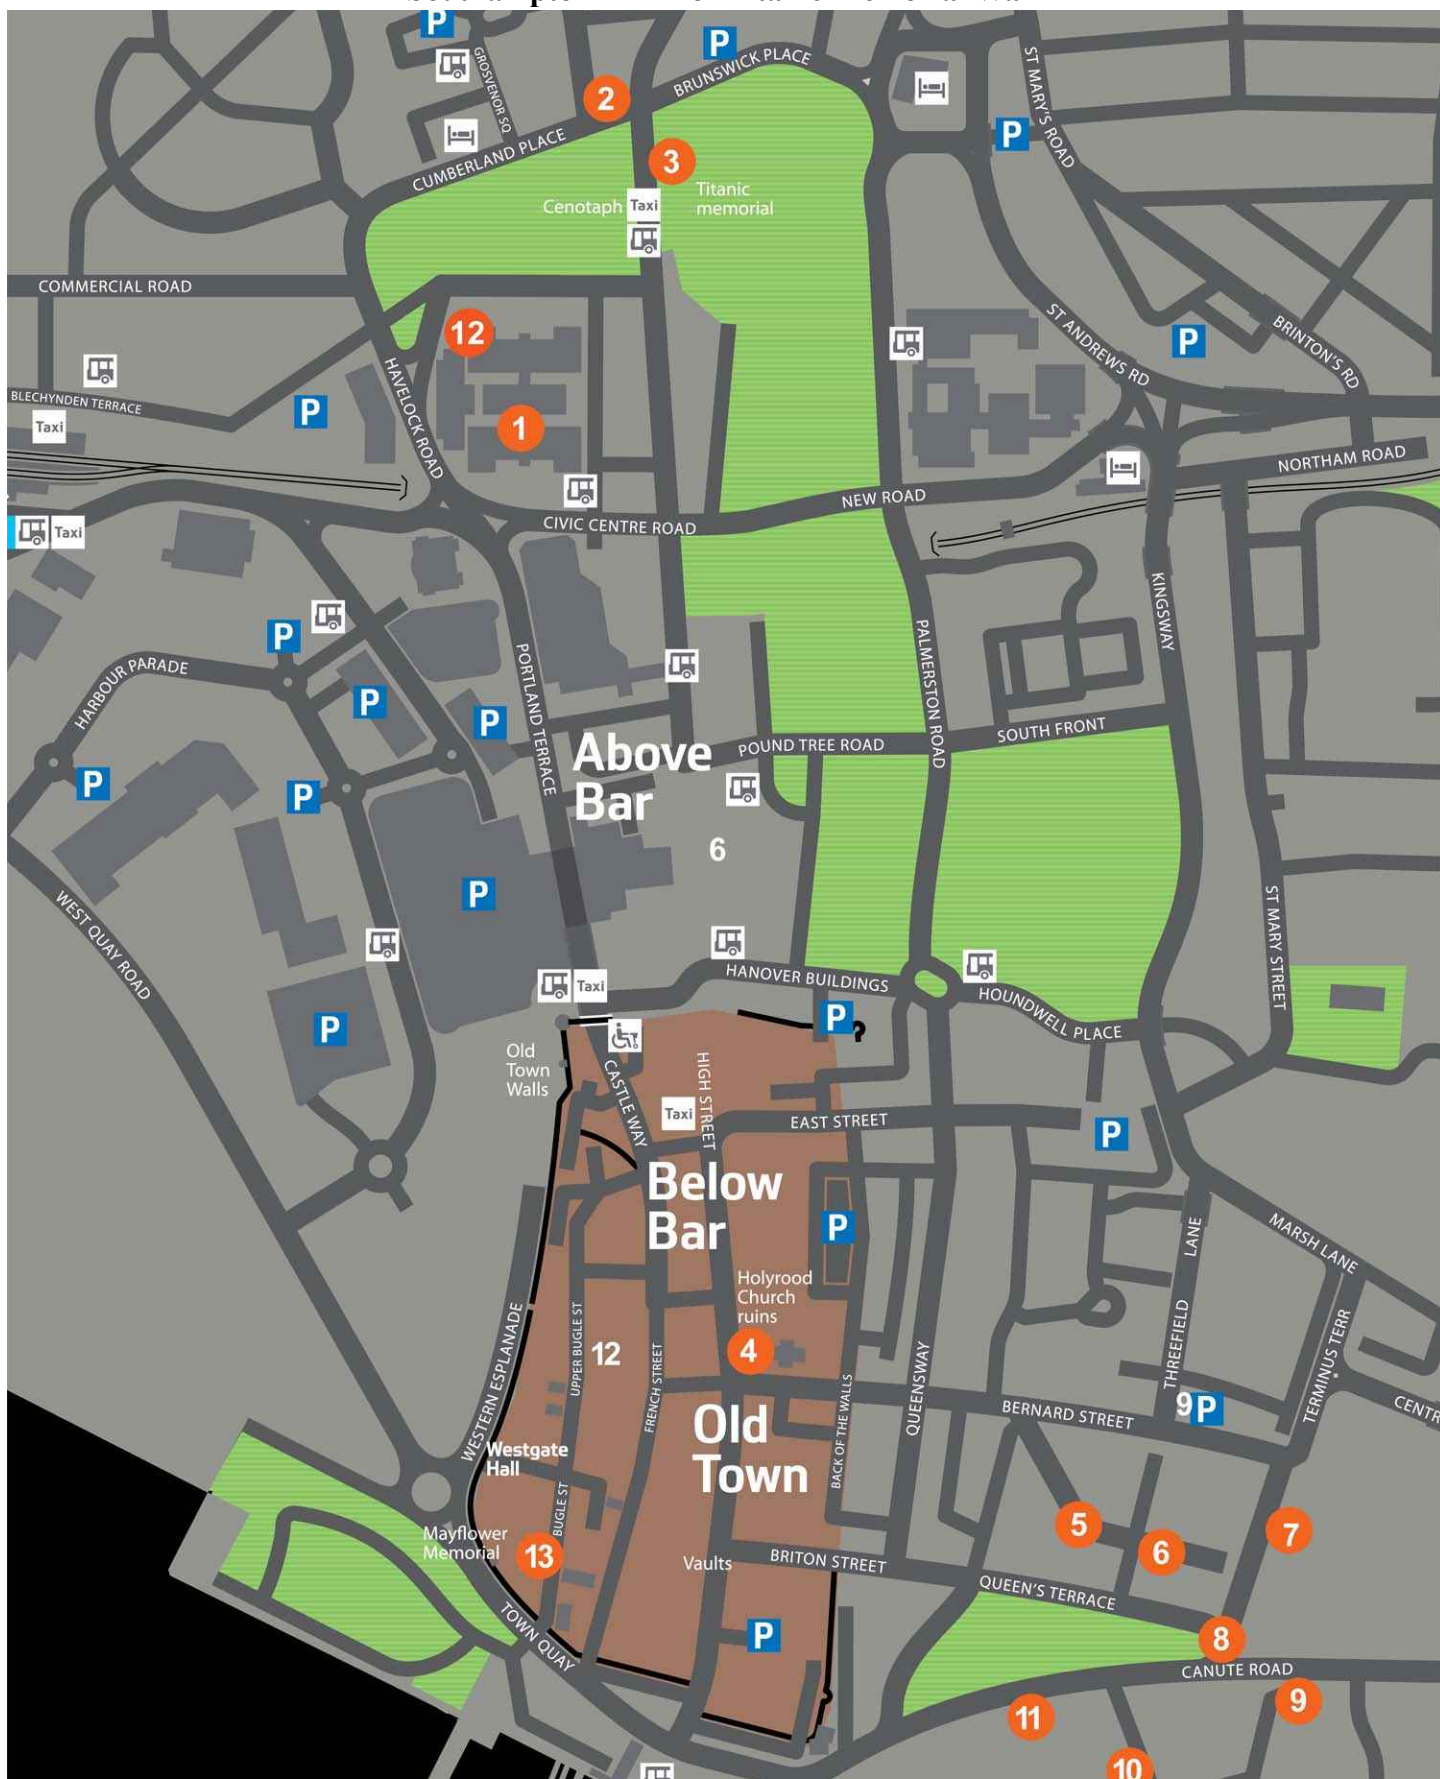 P
P
GROSVENOR SQ
BRUNSWICK PLACE
ST MARY'S ROAD
2
P
CUMBERLAND PLACE
3
Titanic
memorial
Cenotaph
Taxi
COMMERCIAL ROAD
12
ST ANDREWS RD
BRINTON'S RD
P
HAVELOCK ROAD
BLECHYNDEN TERRACE
P
Taxi
1
NORTHAM ROAD
NEW ROAD
CIVIC CENTRE ROAD
Taxi
KINGSWAY
P
PALMERSTON ROAD
HARBOUR PARADE
PORTLAND TERRACE
P
P
SOUTH FRONT
POUND TREE ROAD
Above
Bar
P
P
6
P
WEST QUAY ROAD
ST MARY STREET
HANOVER BUILDINGS
Taxi
HOUNDWELL PLACE
P
P
Old
Town
Walls
CASTLE WAY
HIGH STREET
Taxi
EAST STREET
P
Below
Bar
P
LANE
MARSH LANE
Holyrood
Church
ruins
WESTERN ESPLANADE
UPPER BUGLE ST
12
4
FRENCH STREET
QUEENSWAY
THREEFIELD
TERMINUS TERR
BACK OF THE WALLS
9
P
CENTR
BERNARD STREET
Old
Town
Westgate
Hall
BUGLE ST
Mayflower
Memorial
13
5
6
7
Vaults
BRITON STREET
QUEEN'S TERRACE
TOWN QUAY
P
8
CANUTE ROAD
11
9
10